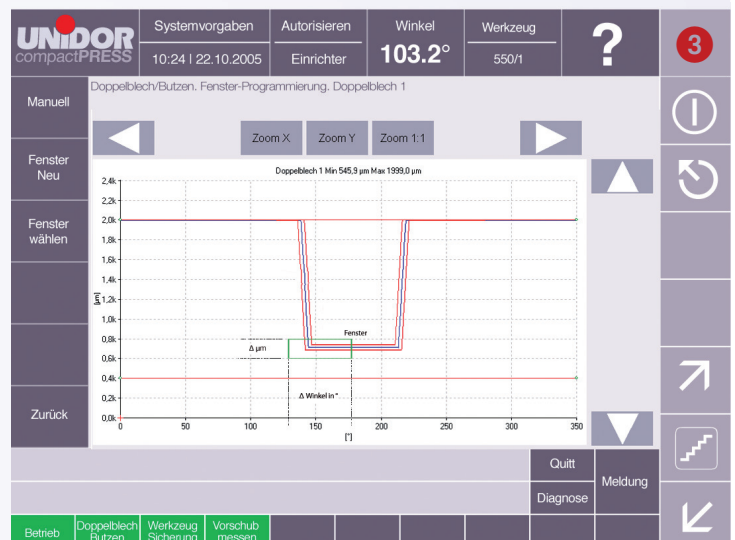 UNIDOR
compactPRESS
Systemvorgaben
Autorisieren
Winkel
Werkzeug
?
3
10:24 | 22.10.2005
Einrichter
103.2°
550/1
Doppelblech/Butzen. Fenster-Programmierung. Doppelblech 1
Manuell
Fenster
Neu
Fenster
wählen
Zurück
Zoom X
Zoom Y
Zoom 1:1
Doppelblech 1 Min 545,9 µm Max 1999,0 µm
2,4k
2,2k
2,0k
1,8k
1,6k
1,4k
1,2k
1,0k
0,8k
0,6k
0,4k
0,2k
0,0k
[µm]
Fenster
Δ µm
Δ Winkel in °
0
50
100
150
200
250
300
350
[°]
Quitt
Meldung
Diagnose
Betrieb
Doppelblech
Butzen
Werkzeug
Sicherung
Vorschub
messen